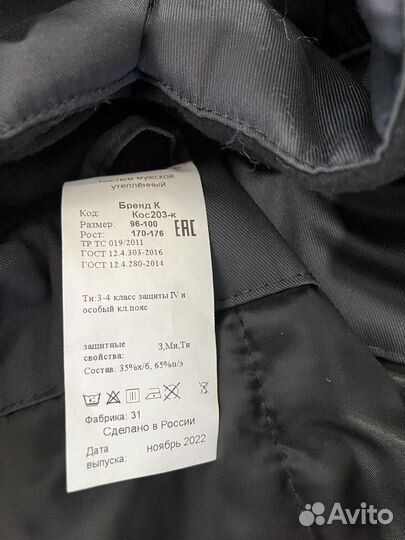 Костюм мужской
утеплённый
Бренд К
Код: Кос203-к
Размер: 96-100
Рост: 170-176
ТР ТС 019/2011
ГОСТ 12.4.303-2016
ГОСТ 12.4.280-2014
EAC
Тн:3-4 класс защиты IV и
особый кл.пояс
защитные
свойства: З,Ми,Тн
Состав: 35%х/б, 65%п/э
Фабрика: 31
Сделано в России
Дата
выпуска: ноябрь 2022
Avito